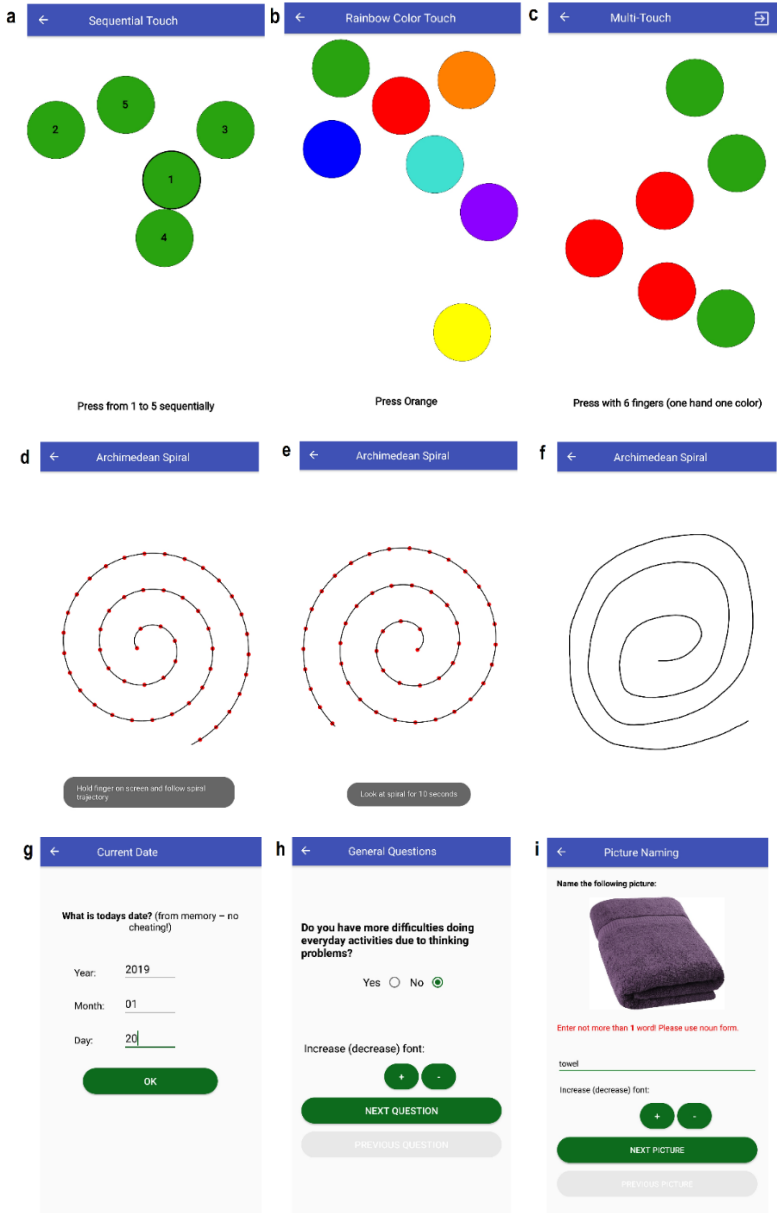 a
Sequential Touch
5
2
3
1
4
Press from 1 to 5 sequentially
b
Rainbow Color Touch
Press Orange
c
Multi-Touch
Press with 6 fingers (one hand one color)
d
Archimedean Spiral
Hold finger on screen and follow spiral
trajectory
e
Archimedean Spiral
Look at spiral for 10 seconds
f
Archimedean Spiral
g
Current Date
What is todays date? (from memory – no
cheating!)
Year: 2019
Month: 01
Day: 20
OK
h
General Questions
Do you have more difficulties doing
everyday activities due to thinking
problems?
Yes No
Increase (decrease) font:
+ -
NEXT QUESTION
PREVIOUS QUESTION
i
Picture Naming
Name the following picture:
Enter not more than 1 word! Please use noun form.
towel
Increase (decrease) font:
+ -
NEXT PICTURE
PREVIOUS PICTURE